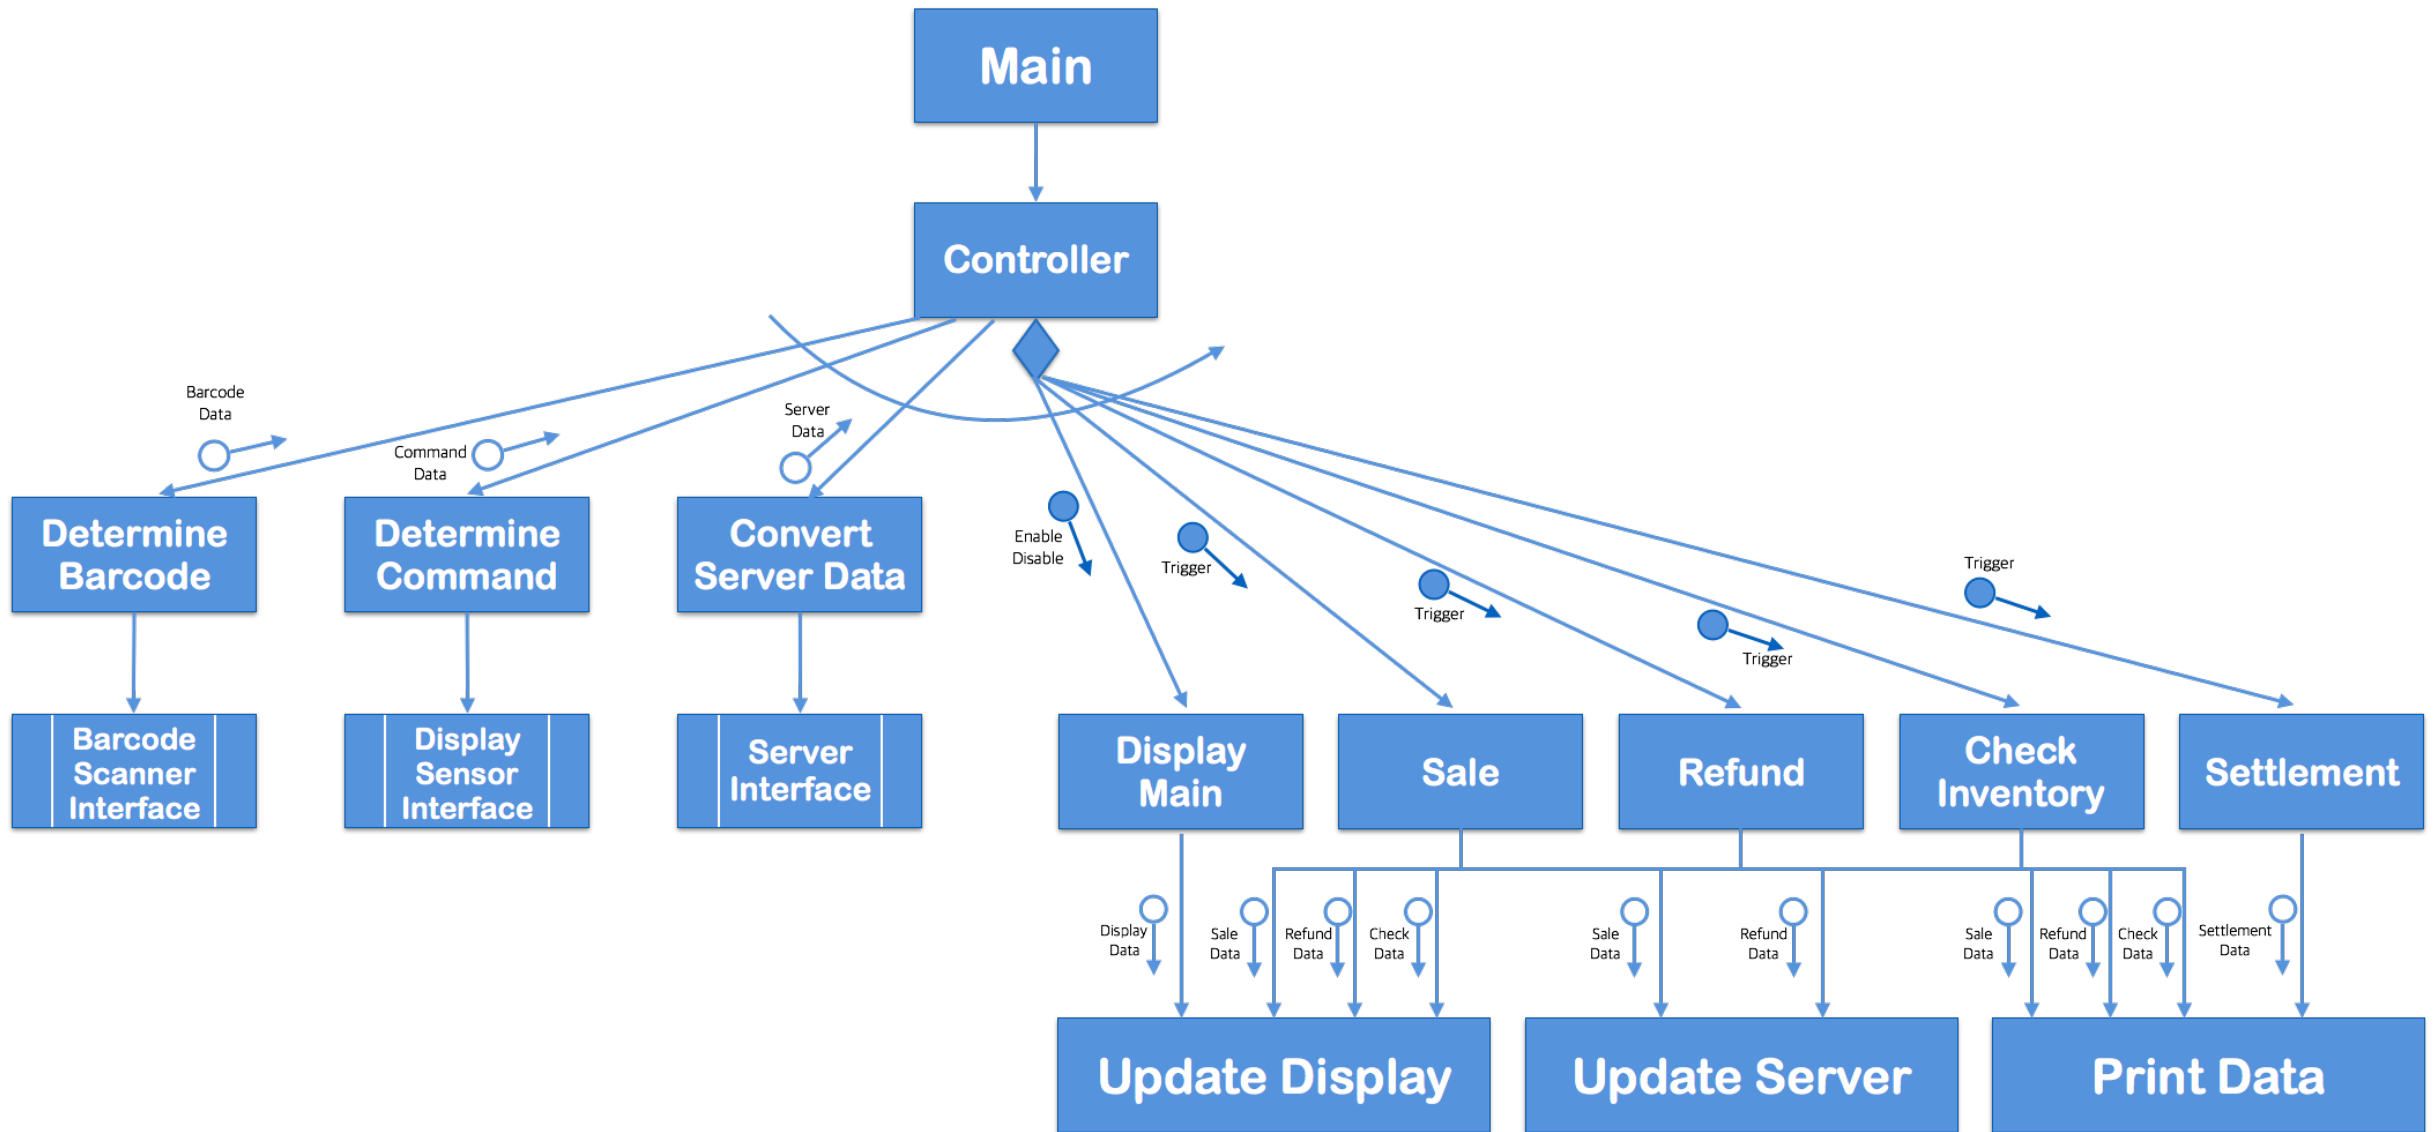 Main
Controller
Barcode
Data
Command
Data
Server
Data
Determine
Barcode
Determine
Command
Convert
Server Data
Enable
Disable
Trigger
Trigger
Trigger
Trigger
Barcode
Scanner
Interface
Display
Sensor
Interface
Server
Interface
Display
Main
Sale
Refund
Check
Inventory
Settlement
Display
Data
Sale
Data
Refund
Data
Check
Data
Sale
Data
Refund
Data
Sale
Data
Refund
Data
Check
Data
Settlement
Data
Update Display
Update Server
Print Data